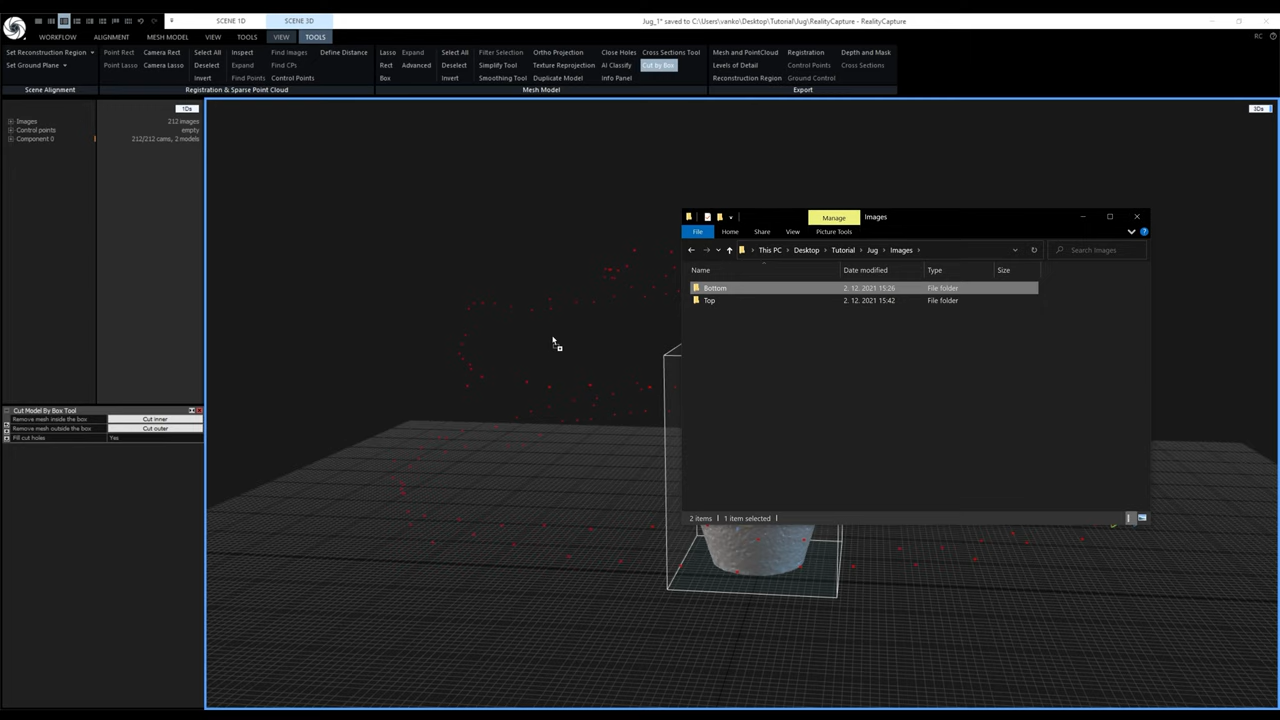 SCENE 1D SCENE 3D Jug_1* saved to C:\Users\vanko\Desktop\Tutorial\Jug\RealityCapture - RealityCapture
WORKFLOW ALIGNMENT MESH MODEL VIEW TOOLS VIEW TOOLS RC
Set Reconstruction Region Point Rect Camera Rect Select All Inspect Find Images Define Distance Lasso Expand Select All Filter Selection Ortho Projection Close Holes Cross Sections Tool Mesh and PointCloud Registration Depth and Mask
Set Ground Plane Point Lasso Camera Lasso Deselect Expand Find CPs Rect Advanced Deselect Simplify Tool Texture Reprojection AI Classify Cut by Box Levels of Detail Control Points Cross Sections
Invert Find Points Control Points Box Invert Smoothing Tool Duplicate Model Info Panel Reconstruction Region Ground Control
Scene Alignment Registration & Sparse Point Cloud Mesh Model Export
1Ds
3Ds
Images 212 images
Control points empty
Component 0 212/212 cams, 2 models
Manage Images
File Home Share View Picture Tools
This PC Desktop Tutorial Jug Images Search Images
Name Date modified Type Size
Bottom 2. 12. 2021 15:26 File folder
Top 2. 12. 2021 15:42 File folder
2 items 1 item selected
Cut Model By Box Tool
Remove mesh inside the box Cut inner
Remove mesh outside the box Cut outer
Fill cut holes Yes